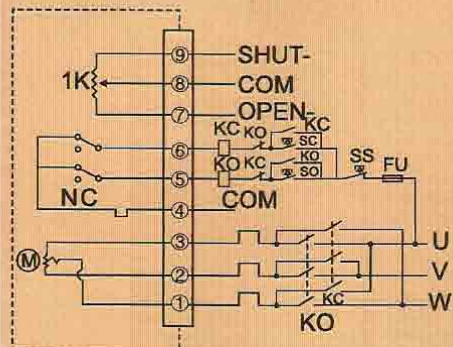 ⑨ SHUT-
1K ⑧ COM
⑦ OPEN-
KC KO KC
⑥ SC
KO KC KO SS FU
⑤ SO
NC COM
④
③ U
M
② V
① KC W
KO